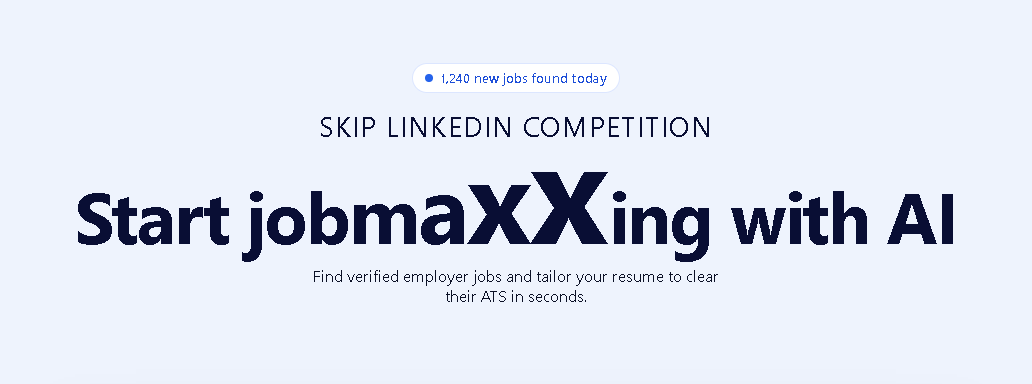 1,240 new jobs found today
SKIP LINKEDIN COMPETITION
Start jobmaxXing with AI
Find verified employer jobs and tailor your resume to clear
their ATS in seconds.